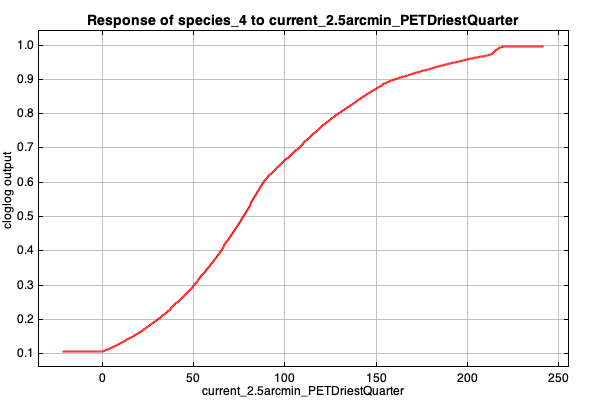 Response of species_4 to current_2.5arcmin_PETDriestQuarter
1.0
0.9
0.8
0.7
0.6
0.5
0.4
0.3
0.2
0.1
cloglog output
0 50 100 150 200 250
current_2.5arcmin_PETDriestQuarter